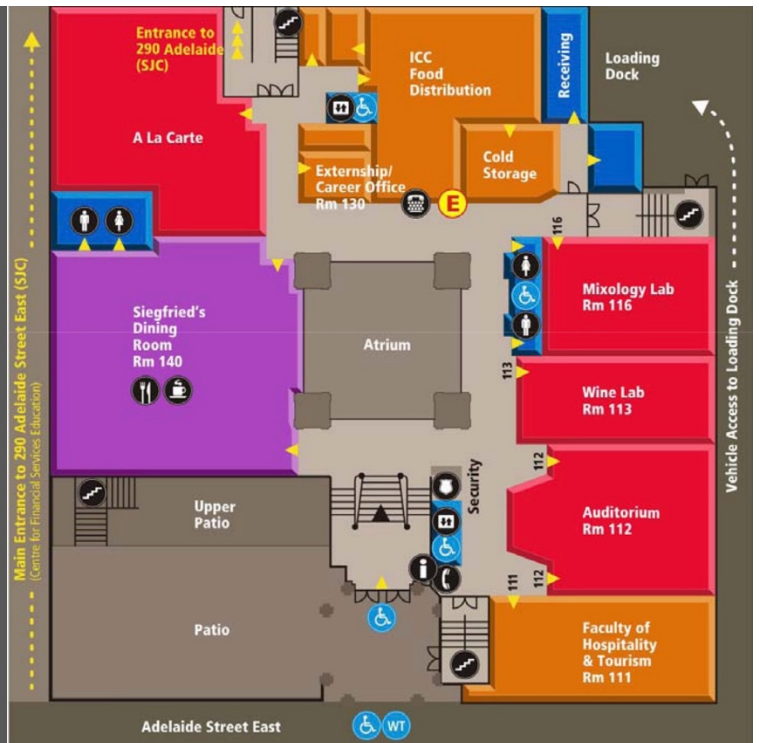 Entrance to
290 Adelaide
(SJC)
ICC
Food
Distribution
Receiving
Loading
Dock
A La Carte
Externship/
Career Office
Rm 130
Cold
Storage
E
116
Siegfried's
Dining
Room
Rm 140
Atrium
Mixology Lab
Rm 116
113
Wine Lab
Rm 113
112
Security
Auditorium
Rm 112
112
111
Upper
Patio
i
Patio
Faculty of
Hospitality
& Tourism
Rm 111
Main Entrance to 290 Adelaide Street East (SJC)
(Centre for Financial Services Education)
Vehicle Access to Loading Dock
Adelaide Street East
WT